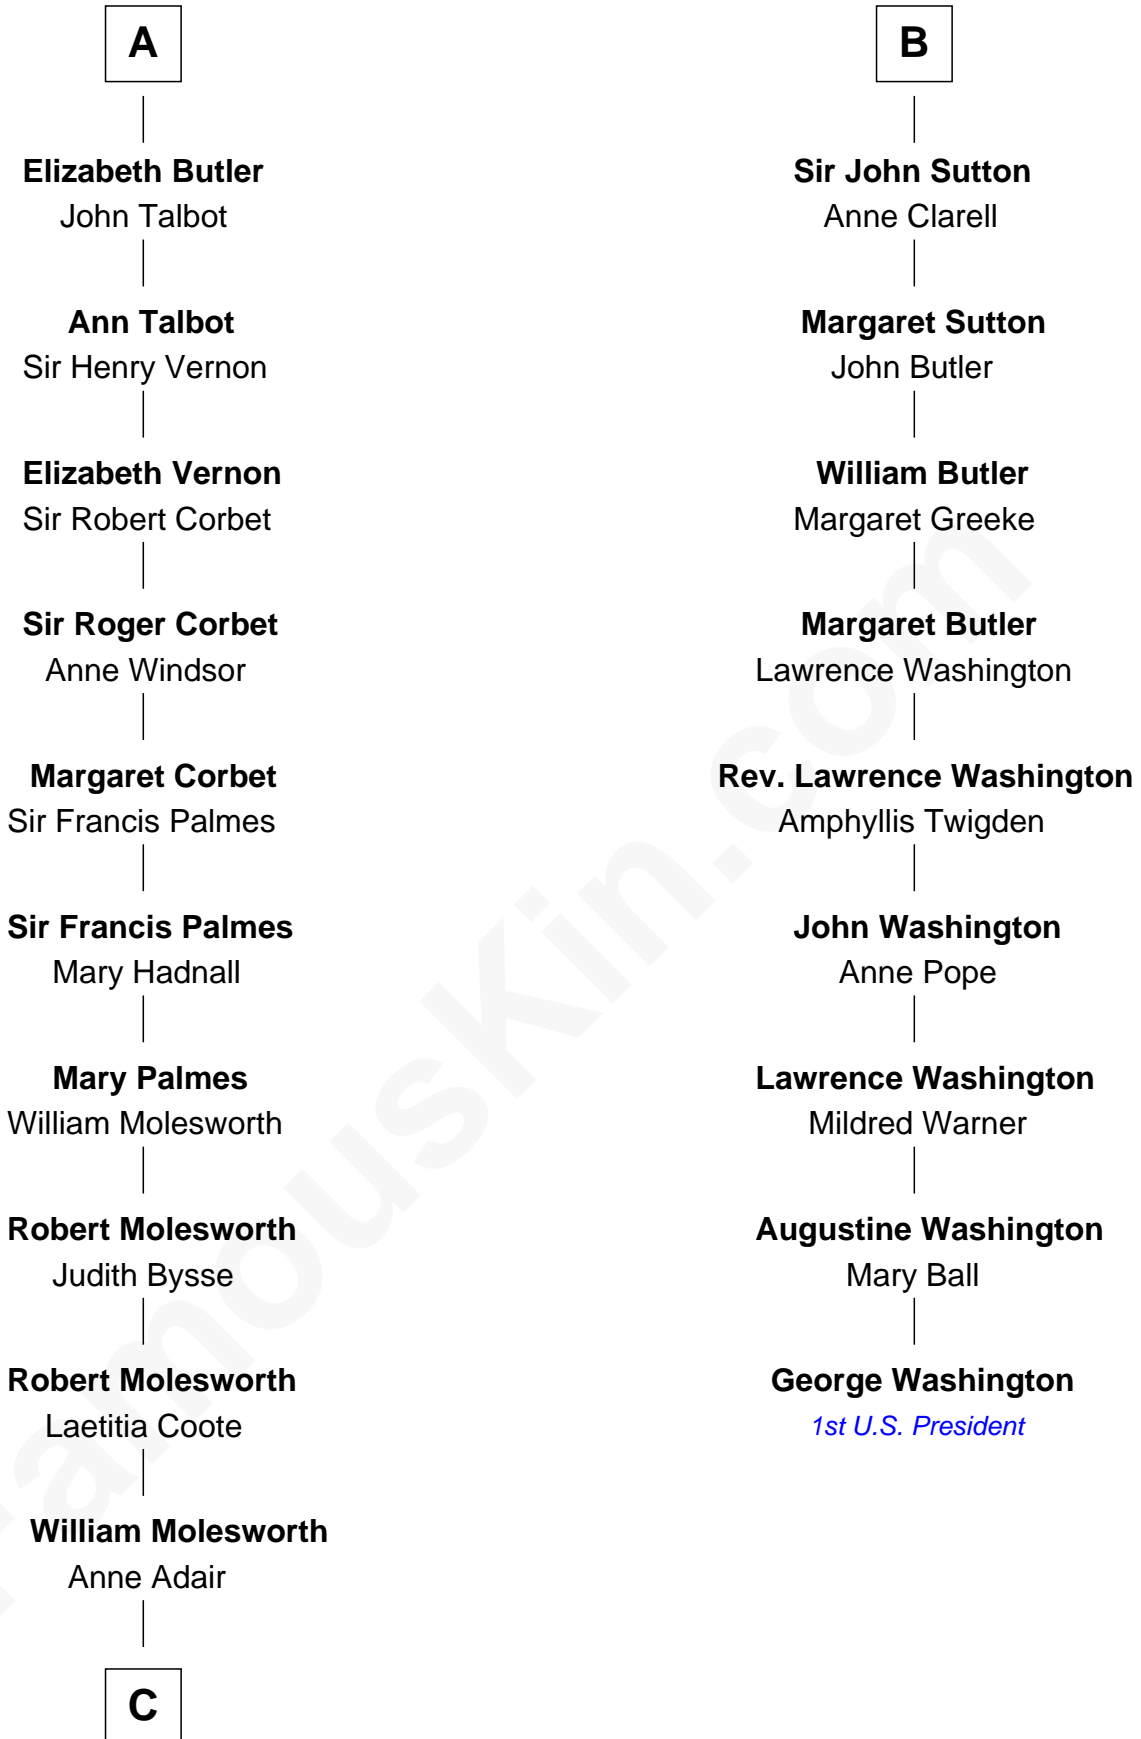 A
Elizabeth Butler
John Talbot
Ann Talbot
Sir Henry Vernon
Elizabeth Vernon
Sir Robert Corbet
Sir Roger Corbet
Anne Windsor
Margaret Corbet
Sir Francis Palmes
Sir Francis Palmes
Mary Hadnall
Mary Palmes
William Molesworth
Robert Molesworth
Judith Bysse
Robert Molesworth
Laetitia Coote
William Molesworth
Anne Adair
C
B
Sir John Sutton
Anne Clarell
Margaret Sutton
John Butler
William Butler
Margaret Greeke
Margaret Butler
Lawrence Washington
Rev. Lawrence Washington
Amphyllis Twigden
John Washington
Anne Pope
Lawrence Washington
Mildred Warner
Augustine Washington
Mary Ball
George Washington
1st U.S. President
FamousKin.com